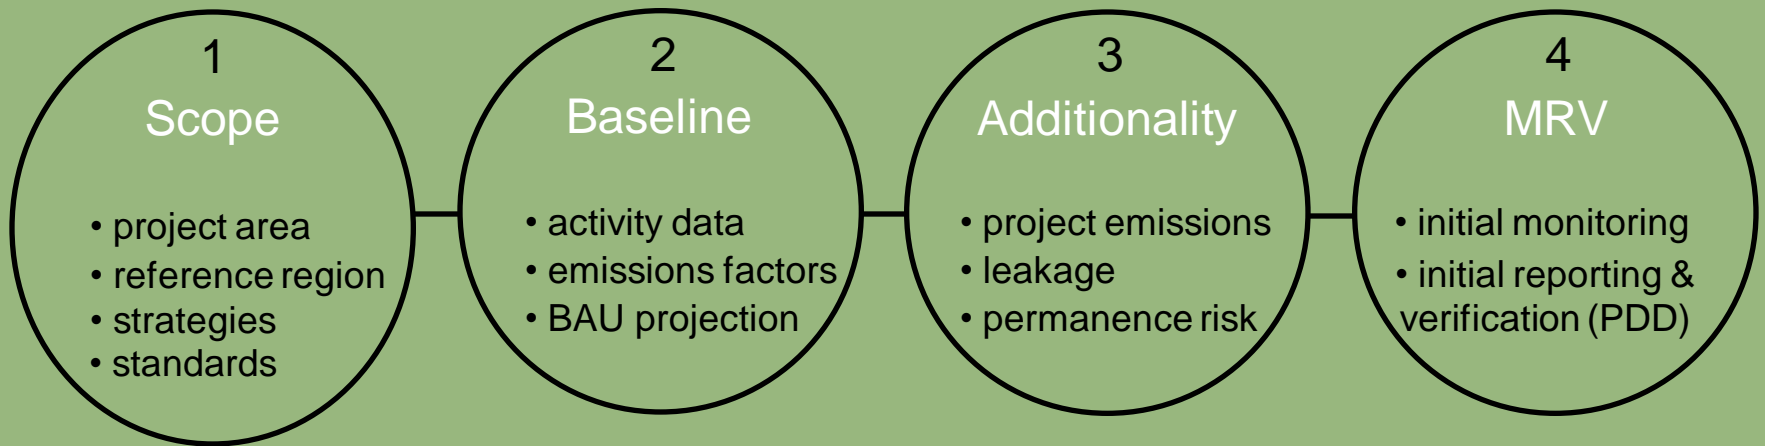 1
Scope
• project area
• reference region
• strategies
• standards
2
Baseline
• activity data
• emissions factors
• BAU projection
3
Additionality
• project emissions
• leakage
• permanence risk
4
MRV
• initial monitoring
• initial reporting &
verification (PDD)